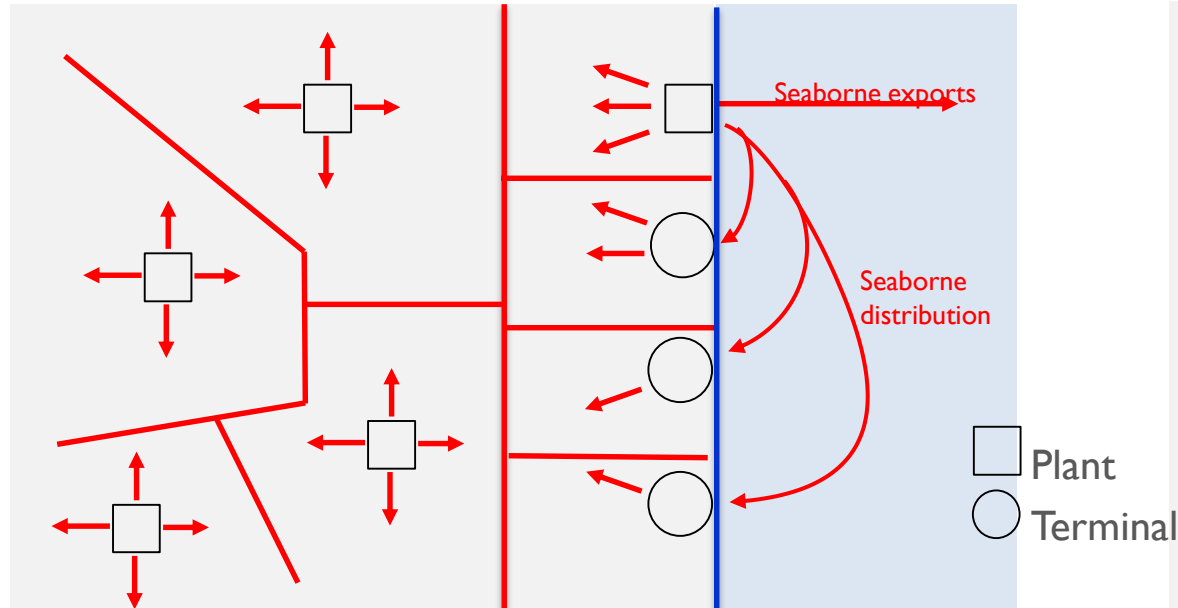 Seaborne exports
Seaborne
distribution
Plant
Terminal